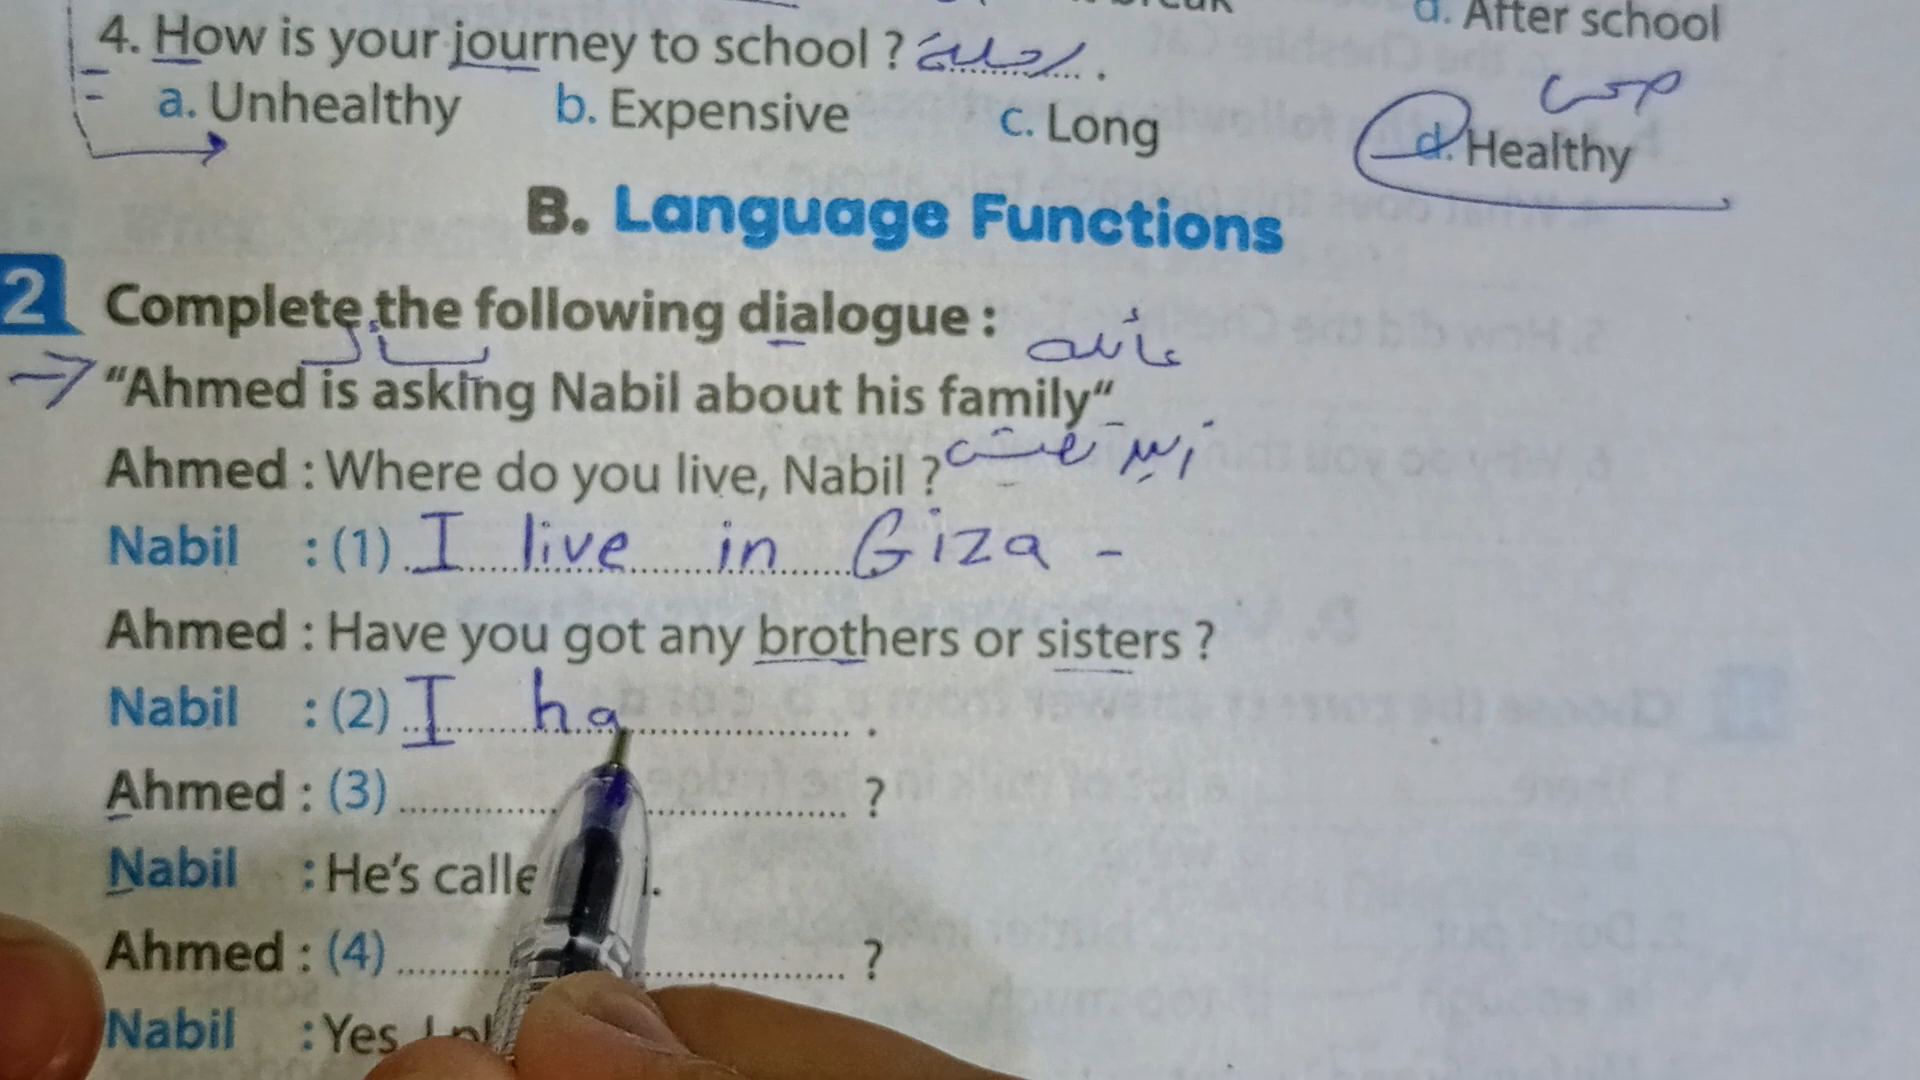 d. After school
4. How is your journey to school ? رحلة .
a. Unhealthy b. Expensive c. Long d. Healthy
صحى
B. Language Functions
2 Complete the following dialogue :
عائله
"Ahmed is asking Nabil about his family"
Ahmed : Where do you live, Nabil ?
Nabil : (1) I live in Giza -
Ahmed : Have you got any brothers or sisters ?
Nabil : (2) I ha .
Ahmed : (3) ?
Nabil : He's calle
Ahmed : (4) ?
Nabil : Yes